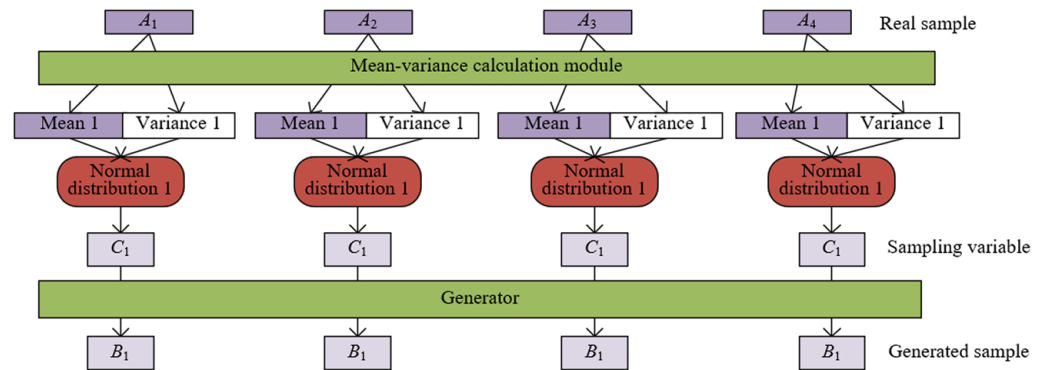 A1 A2 A3 A4 Real sample
Mean-variance calculation module
Mean 1 Variance 1 Mean 1 Variance 1 Mean 1 Variance 1 Mean 1 Variance 1
Normal Normal Normal Normal
distribution 1 distribution 1 distribution 1 distribution 1
C1 C1 C1 C1 Sampling variable
Generator
B1 B1 B1 B1 Generated sample